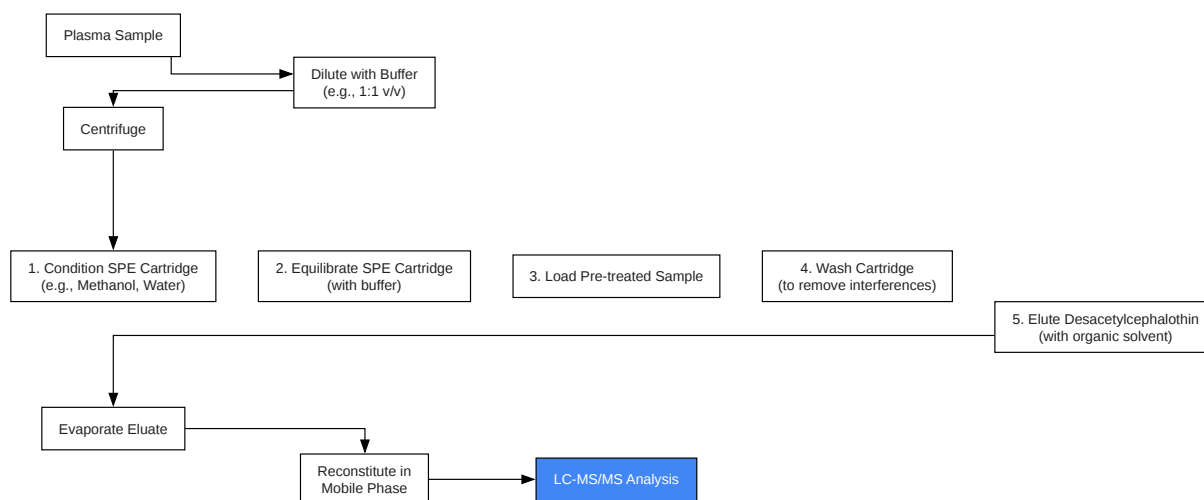 Plasma Sample
Dilute with Buffer
(e.g., 1:1 v/v)
Centrifuge
1. Condition SPE Cartridge
(e.g., Methanol, Water)
2. Equilibrate SPE Cartridge
(with buffer)
3. Load Pre-treated Sample
4. Wash Cartridge
(to remove interferences)
5. Elute Desacetylcephalothin
(with organic solvent)
Evaporate Eluate
Reconstitute in
Mobile Phase
LC-MS/MS Analysis